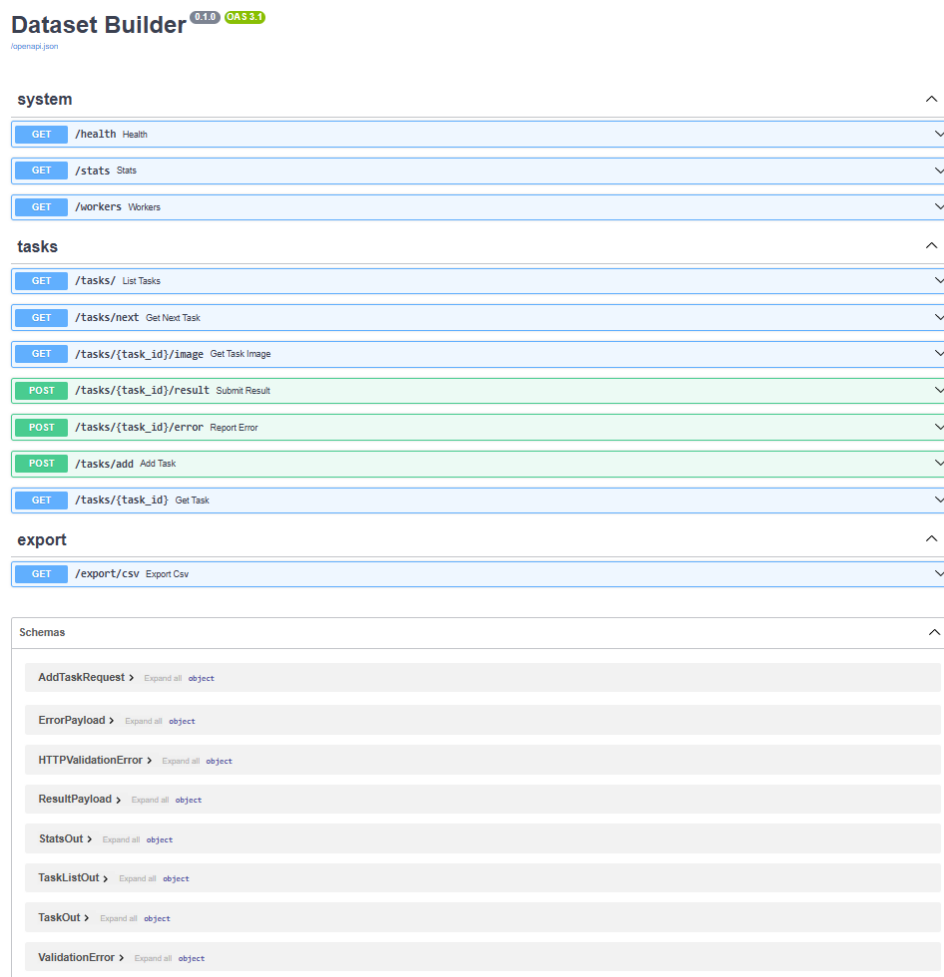 Dataset Builder 0.1.0 OAS 3.1
/openapi.json
system
GET /health Health
GET /stats Stats
GET /workers Workers
tasks
GET /tasks/ List Tasks
GET /tasks/next Get Next Task
GET /tasks/{task_id}/image Get Task Image
POST /tasks/{task_id}/result Submit Result
POST /tasks/{task_id}/error Report Error
POST /tasks/add Add Task
GET /tasks/{task_id} Get Task
export
GET /export/csv Export Csv
Schemas
AddTaskRequest Expand all object
ErrorPayload Expand all object
HTTPValidationError Expand all object
ResultPayload Expand all object
StatsOut Expand all object
TaskListOut Expand all object
TaskOut Expand all object
ValidationError Expand all object